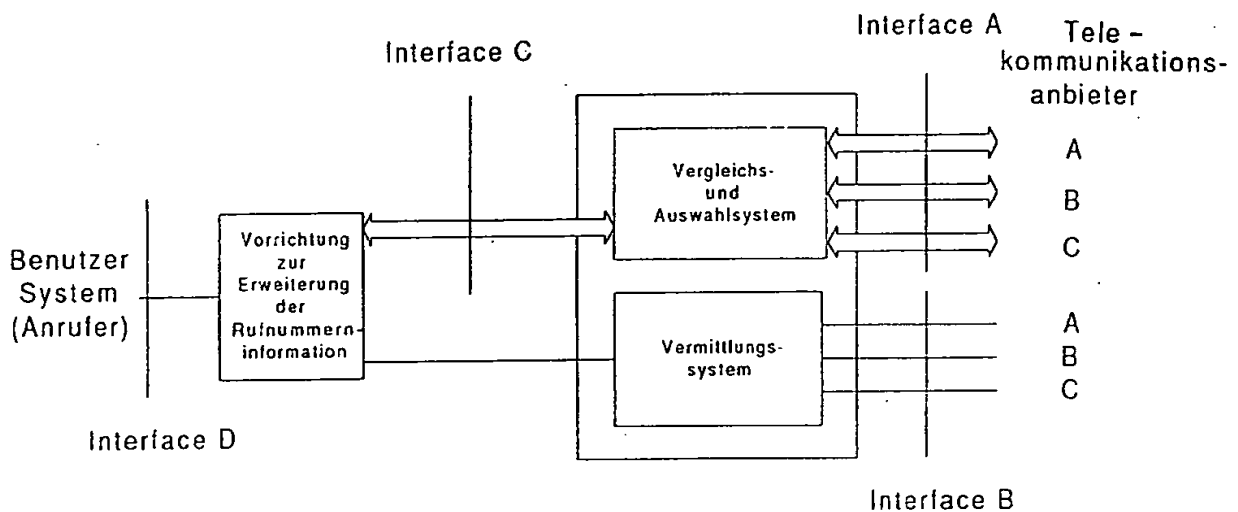 Interface A
Tele -
kommunikations-
anbieter
Interface C
A
B
C
Vergleichs-
und
Auswahlsystem
Vorrichtung
zur
Erweiterung
der
Rufnummern-
information
Benutzer
System
(Anrufer)
Vermittlungs-
system
A
B
C
Interface D
Interface B